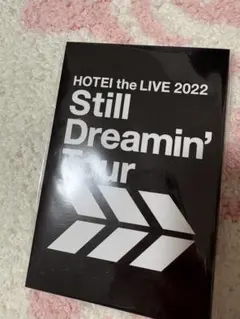 HOTEI the LIVE 2022
Still
Dreamin'
Tour